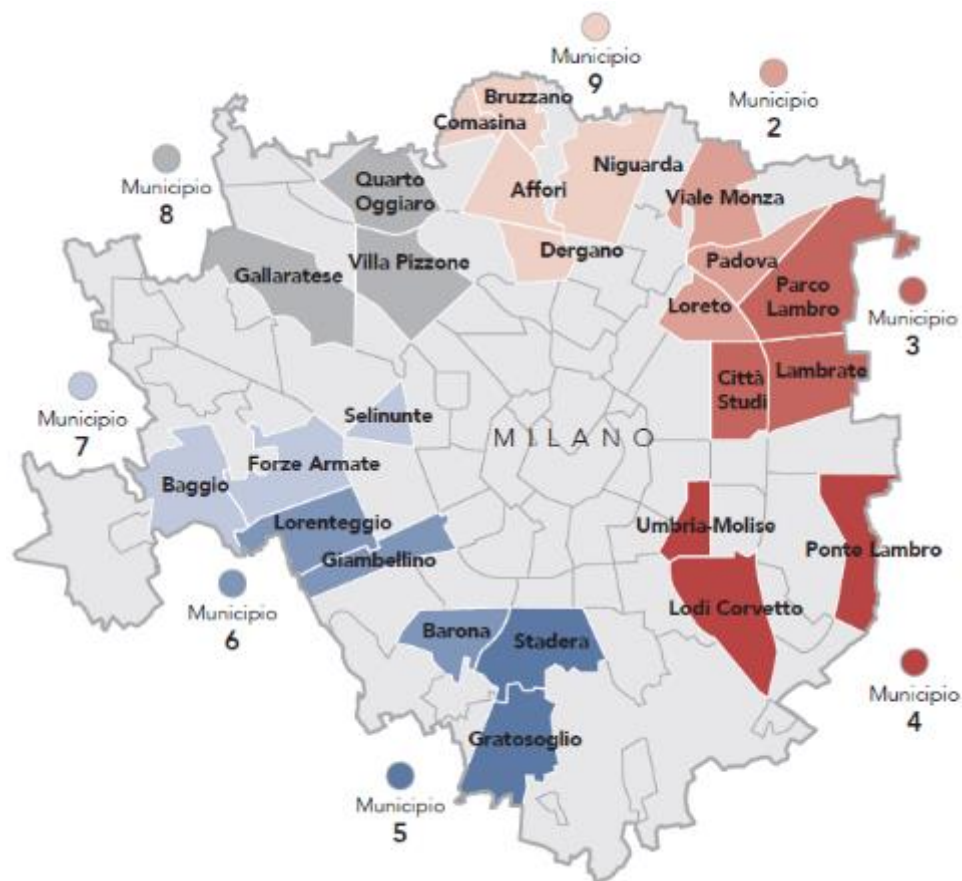 Municipio
9
Municipio
2
Bruzzano
Comasina
Municipio
8
Quarto
Oggiaro
Affori
Niguarda
Viale Monza
Dergano
Villa Pizzone
Gallaratese
Padova
Parco
Lambro
Loreto
Municipio
3
Città
Studi
Lambrate
Municipio
7
Selinunte
MILANO
Forze Armate
Baggio
Lorenteggio
Giambellino
Umbria-Molise
Ponte Lambro
Municipio
6
Lodi Corvetto
Barona
Stadera
Municipio
4
Gratosoglio
Municipio
5